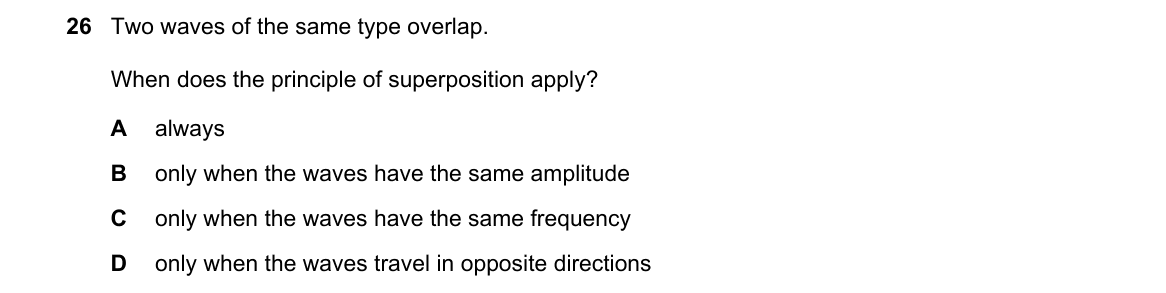 26 Two waves of the same type overlap.
When does the principle of superposition apply?
A always
B only when the waves have the same amplitude
C only when the waves have the same frequency
D only when the waves travel in opposite directions